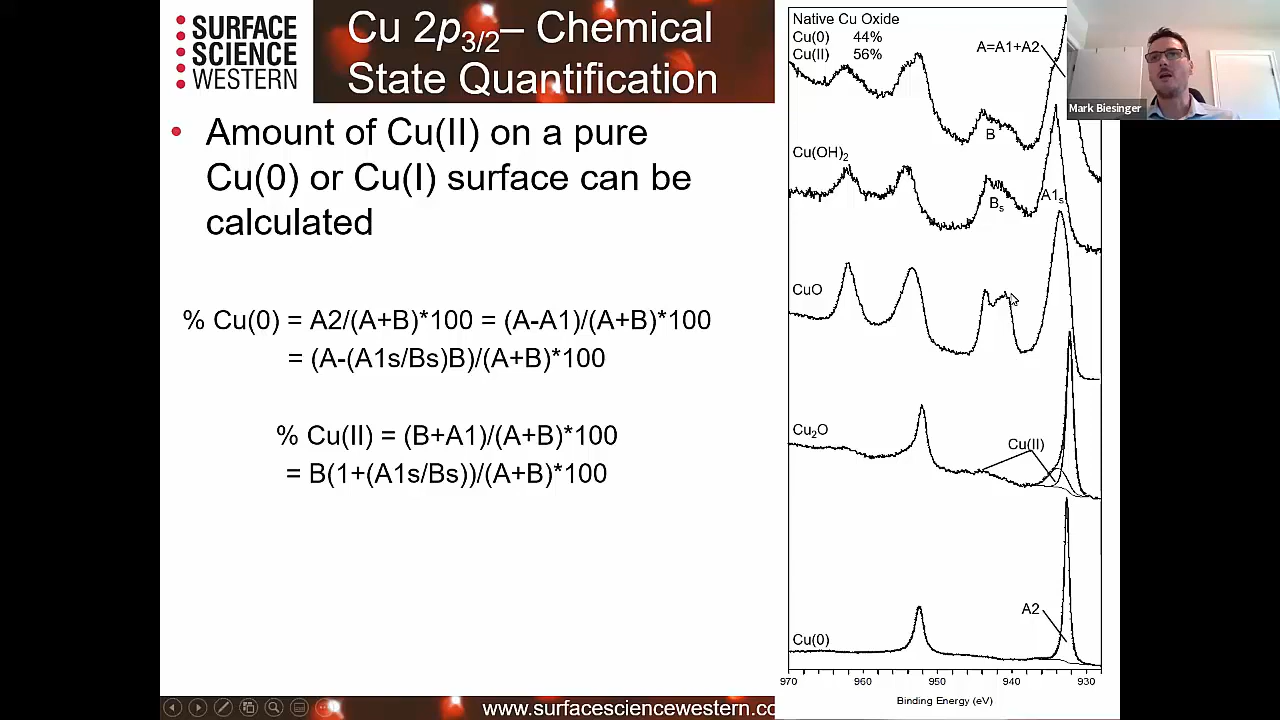 SURFACE
SCIENCE
WESTERN
Cu 2p3/2– Chemical
State Quantification
• Amount of Cu(II) on a pure
Cu(0) or Cu(I) surface can be
calculated
% Cu(0) = A2/(A+B)*100 = (A-A1)/(A+B)*100
= (A-(A1s/Bs)B)/(A+B)*100
% Cu(II) = (B+A1)/(A+B)*100
= B(1+(A1s/Bs))/(A+B)*100
www.surfacesciencewestern.co
Native Cu Oxide
Cu(0) 44%
Cu(II) 56%
A=A1+A2
B
Cu(OH)2
A1s
Bs
CuO
Cu2O
Cu(II)
A2
Cu(0)
970 960 950 940 930
Binding Energy (eV)
Mark Biesinger